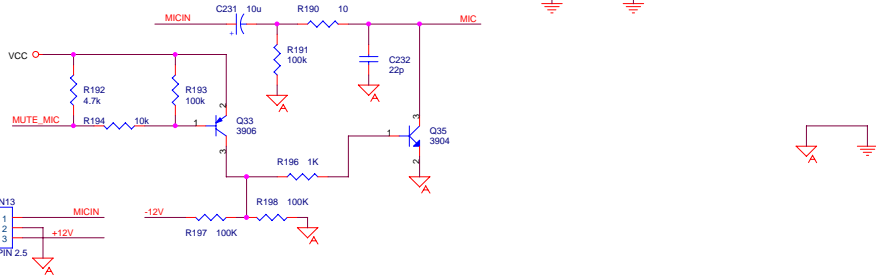 C231 10u R190 10
MICIN MIC
R191
100k
C232
22p
VCC
R192
4.7k
R193
100k
MUTE_MIC R194 10k 1 2 Q33
3906
3
1 3 Q35
3904
2
R196 1K
N13
1 MICIN
2
3 +12V
PIN 2.5
-12V R197 100K R198 100K
A
A
A
A
A
A